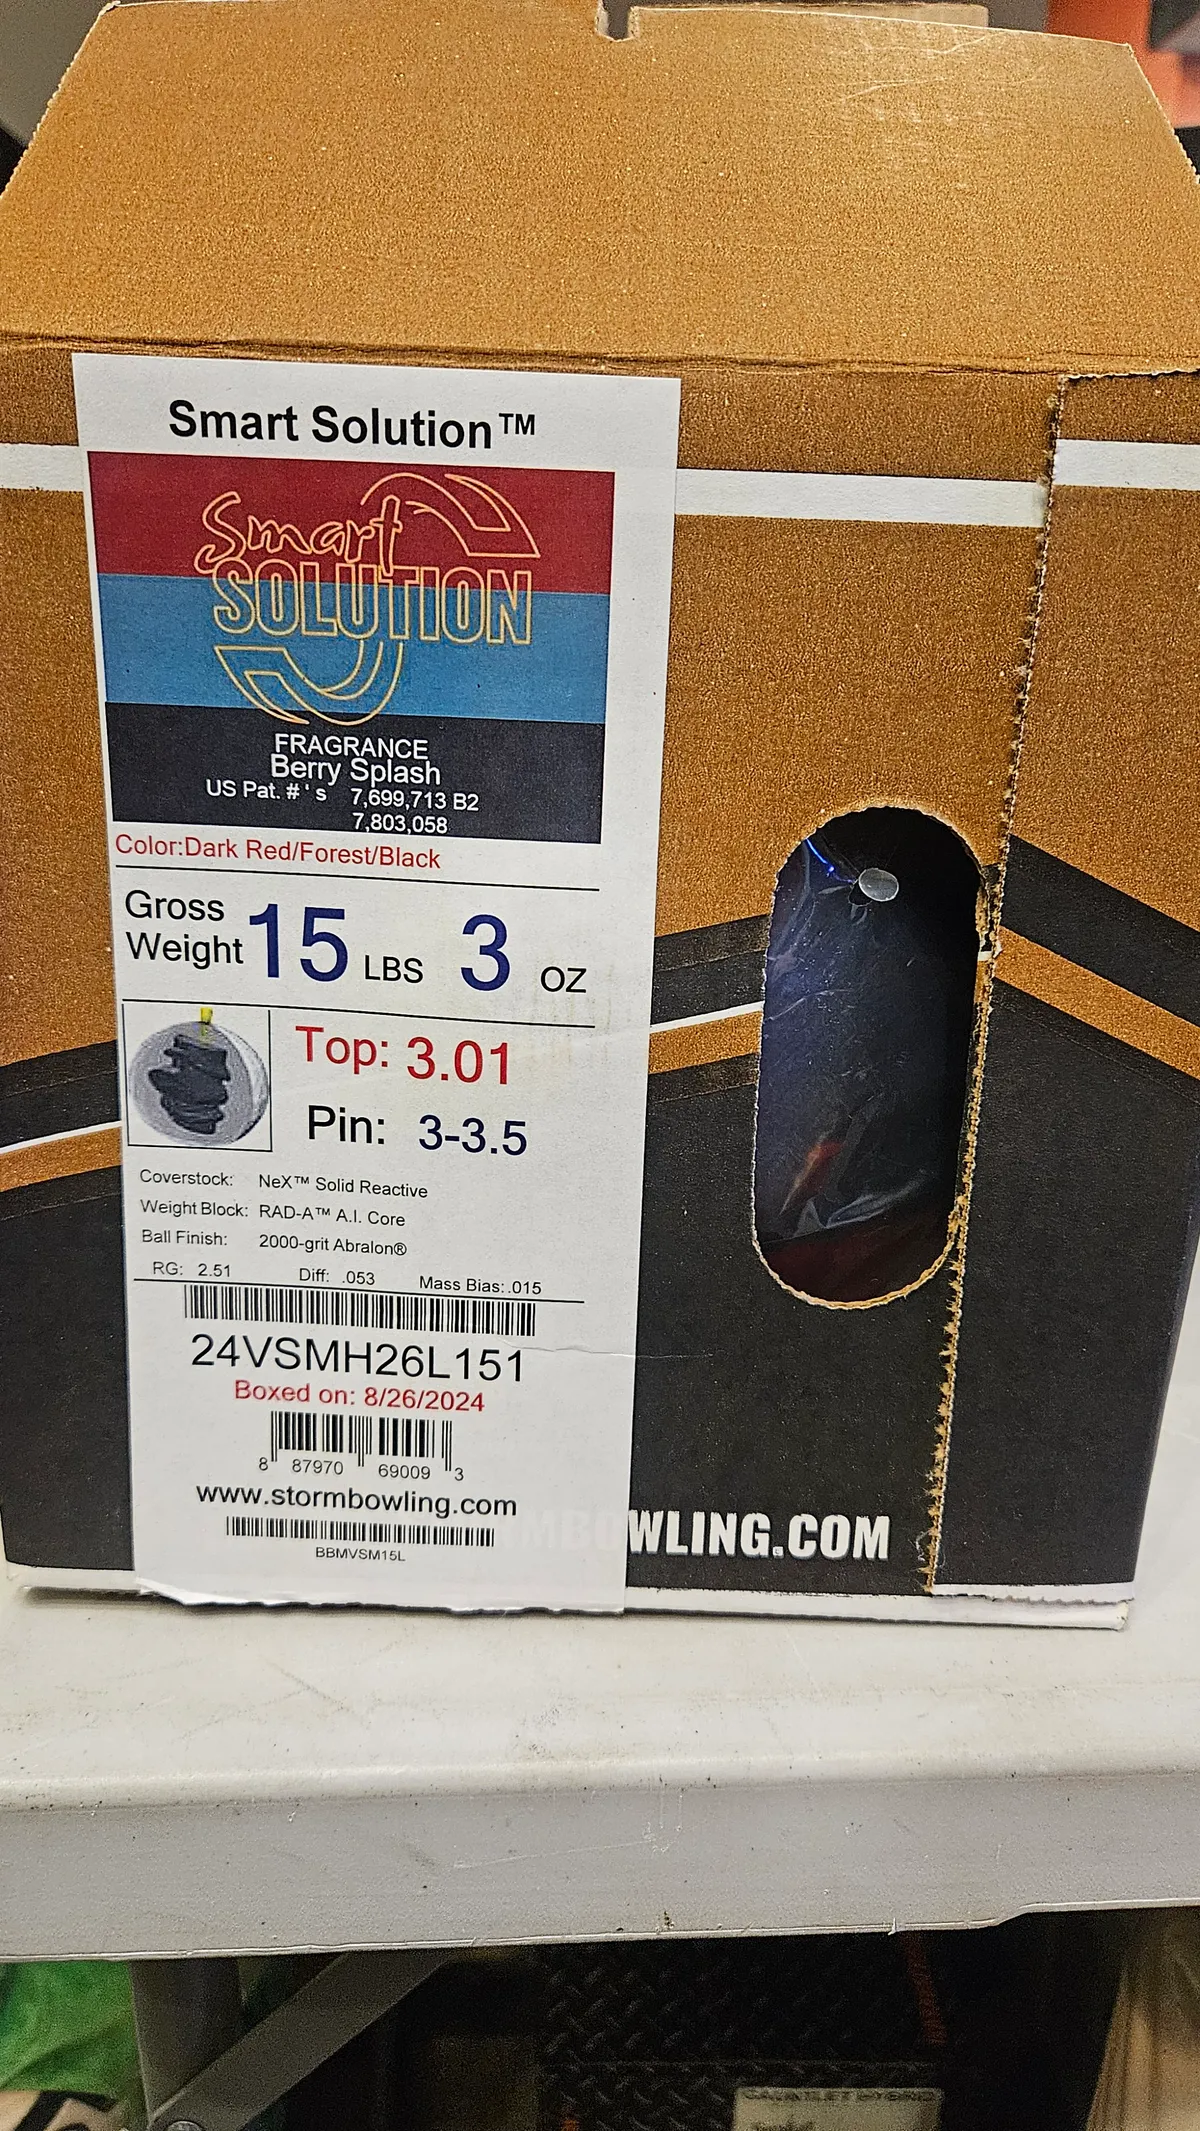 Smart Solution™
Smart
SOLUTION
FRAGRANCE
Berry Splash
US Pat. #'s 7,699,713 B2
7,803,058
Color:Dark Red/Forest/Black
Gross
Weight 15 LBS 3 OZ
Top: 3.01
Pin: 3-3.5
Coverstock: NeX™ Solid Reactive
Weight Block: RAD-A™ A.I. Core
Ball Finish: 2000-grit Abralon®
RG: 2.51 Diff: .053 Mass Bias: .015
24VSMH26L151
Boxed on: 8/26/2024
8 87970 69009 3
www.stormbowling.com
BBMVSM15L
MBOWLING.COM